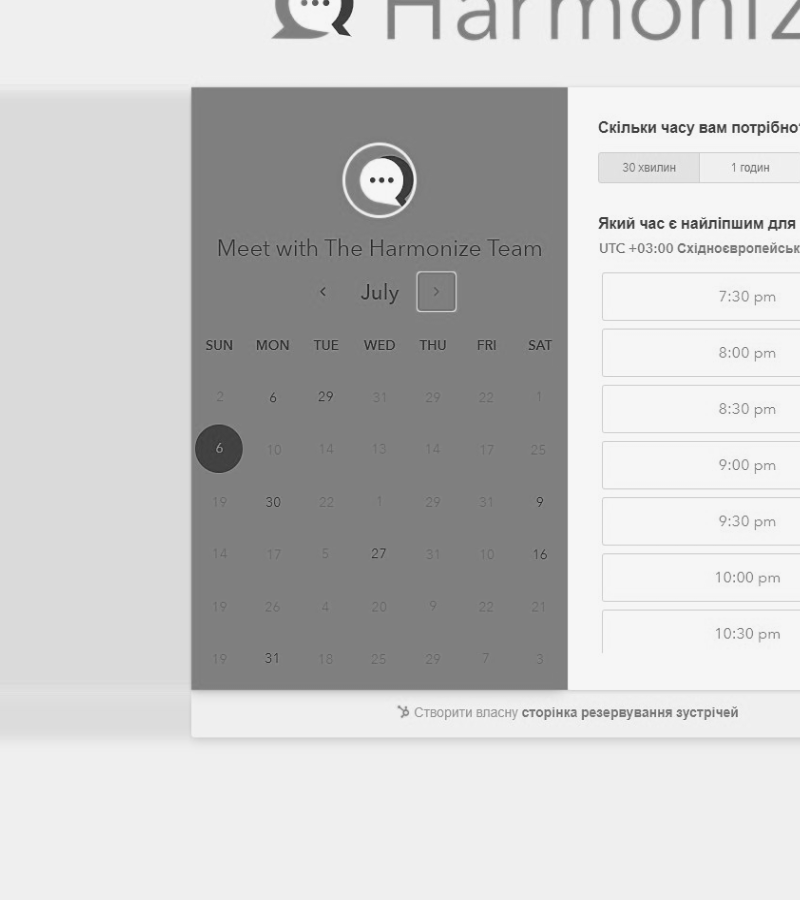 Harmoniz
Скільки часу вам потрібно
30 хвилин 1 годин
Meet with The Harmonize Team
Який час є найліпшим для
UTC +03:00 Східноєвропейськ
July
7:30 pm
SUN MON TUE WED THU FRI SAT
8:00 pm
2 6 29 31 29 22 1
8:30 pm
6 10 14 13 14 17 25
9:00 pm
19 30 22 1 29 31 9
9:30 pm
14 17 5 27 31 10 16
10:00 pm
19 26 4 20 9 22 21
10:30 pm
19 31 18 25 29 7 3
Створити власну сторінка резервування зустрічей